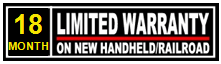 18
MONTH
LIMITED WARRANTY
ON NEW HANDHELD/RAILROAD